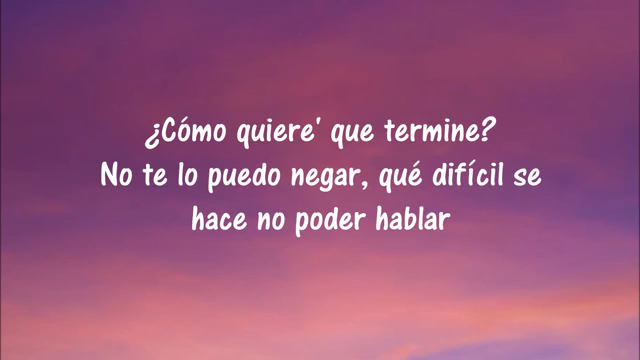 ¿Cómo quiere' que termine?
No te lo puedo negar, qué difícil se
hace no poder hablar